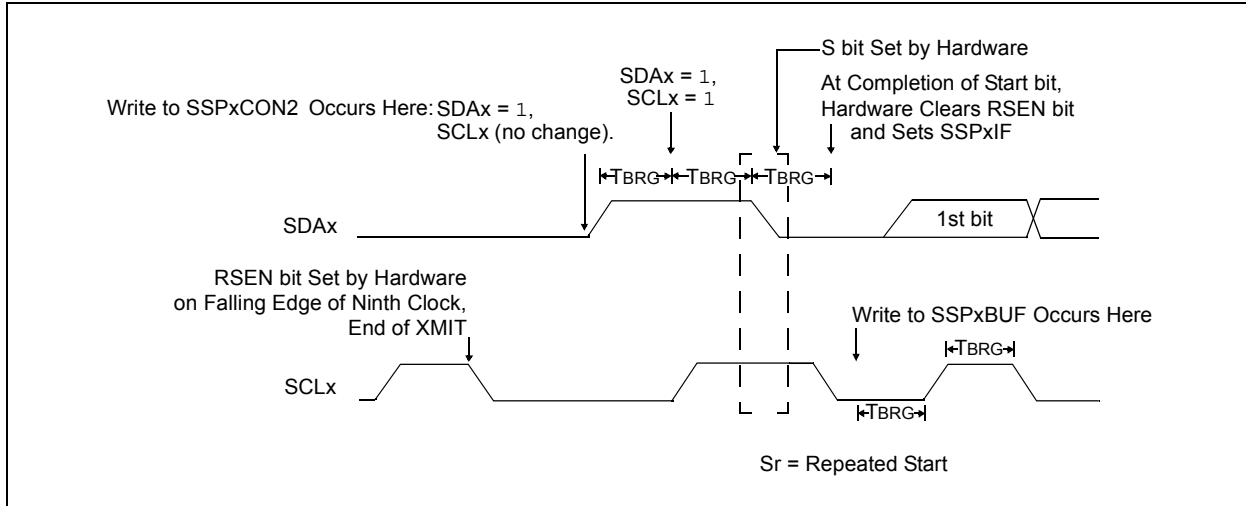 S bit Set by Hardware
SDAx = 1,
SCLx = 1
At Completion of Start bit,
Hardware Clears RSEN bit
and Sets SSPxIF
Write to SSPxCON2 Occurs Here: SDAx = 1,
SCLx (no change).
TBRG
TBRG
TBRG
SDAx
1st bit
RSEN bit Set by Hardware
on Falling Edge of Ninth Clock,
End of XMIT
Write to SSPxBUF Occurs Here
TBRG
SCLx
TBRG
Sr = Repeated Start